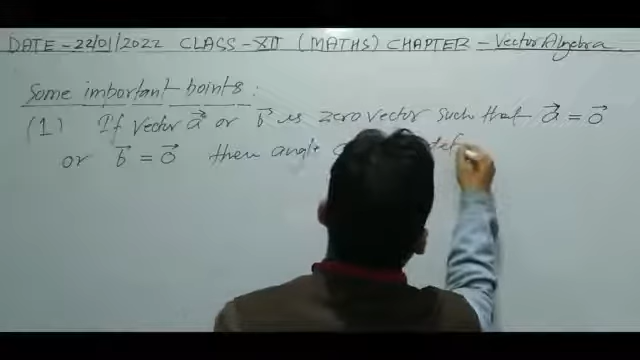 DATE - 22/01/2022 CLASS - XII (MATHS) CHAPTER - Vector Algebra
Some important points :
(1) If vector a⃗ or b⃗ is zero vector such that a⃗ = 0⃗
or b⃗ = 0⃗ then angle